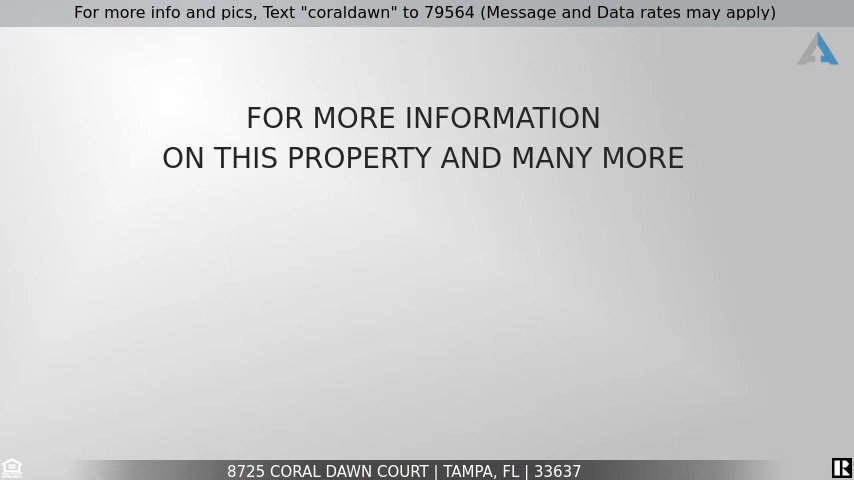 For more info and pics, Text "coraldawn" to 79564 (Message and Data rates may apply)
FOR MORE INFORMATION
ON THIS PROPERTY AND MANY MORE
8725 CORAL DAWN COURT | TAMPA, FL | 33637